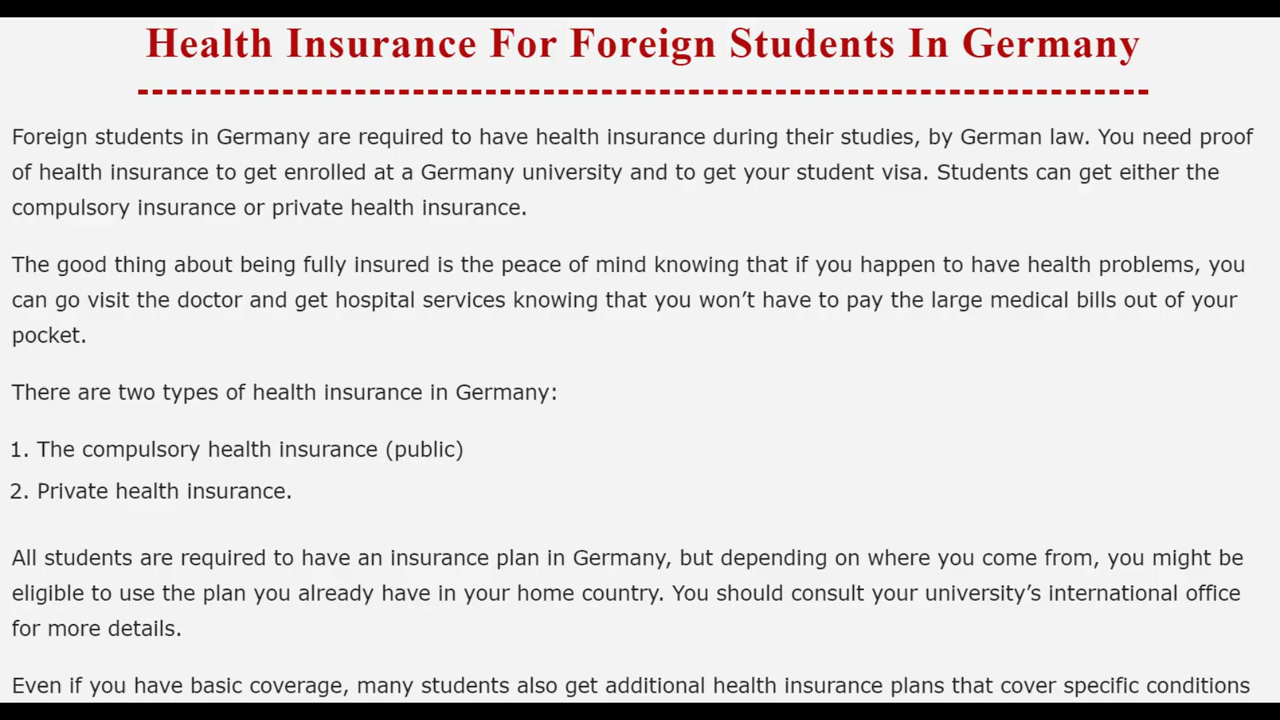 Health Insurance For Foreign Students In Germany
Foreign students in Germany are required to have health insurance during their studies, by German law. You need proof
of health insurance to get enrolled at a Germany university and to get your student visa. Students can get either the
compulsory insurance or private health insurance.
The good thing about being fully insured is the peace of mind knowing that if you happen to have health problems, you
can go visit the doctor and get hospital services knowing that you won’t have to pay the large medical bills out of your
pocket.
There are two types of health insurance in Germany:
1. The compulsory health insurance (public)
2. Private health insurance.
All students are required to have an insurance plan in Germany, but depending on where you come from, you might be
eligible to use the plan you already have in your home country. You should consult your university’s international office
for more details.
Even if you have basic coverage, many students also get additional health insurance plans that cover specific conditions